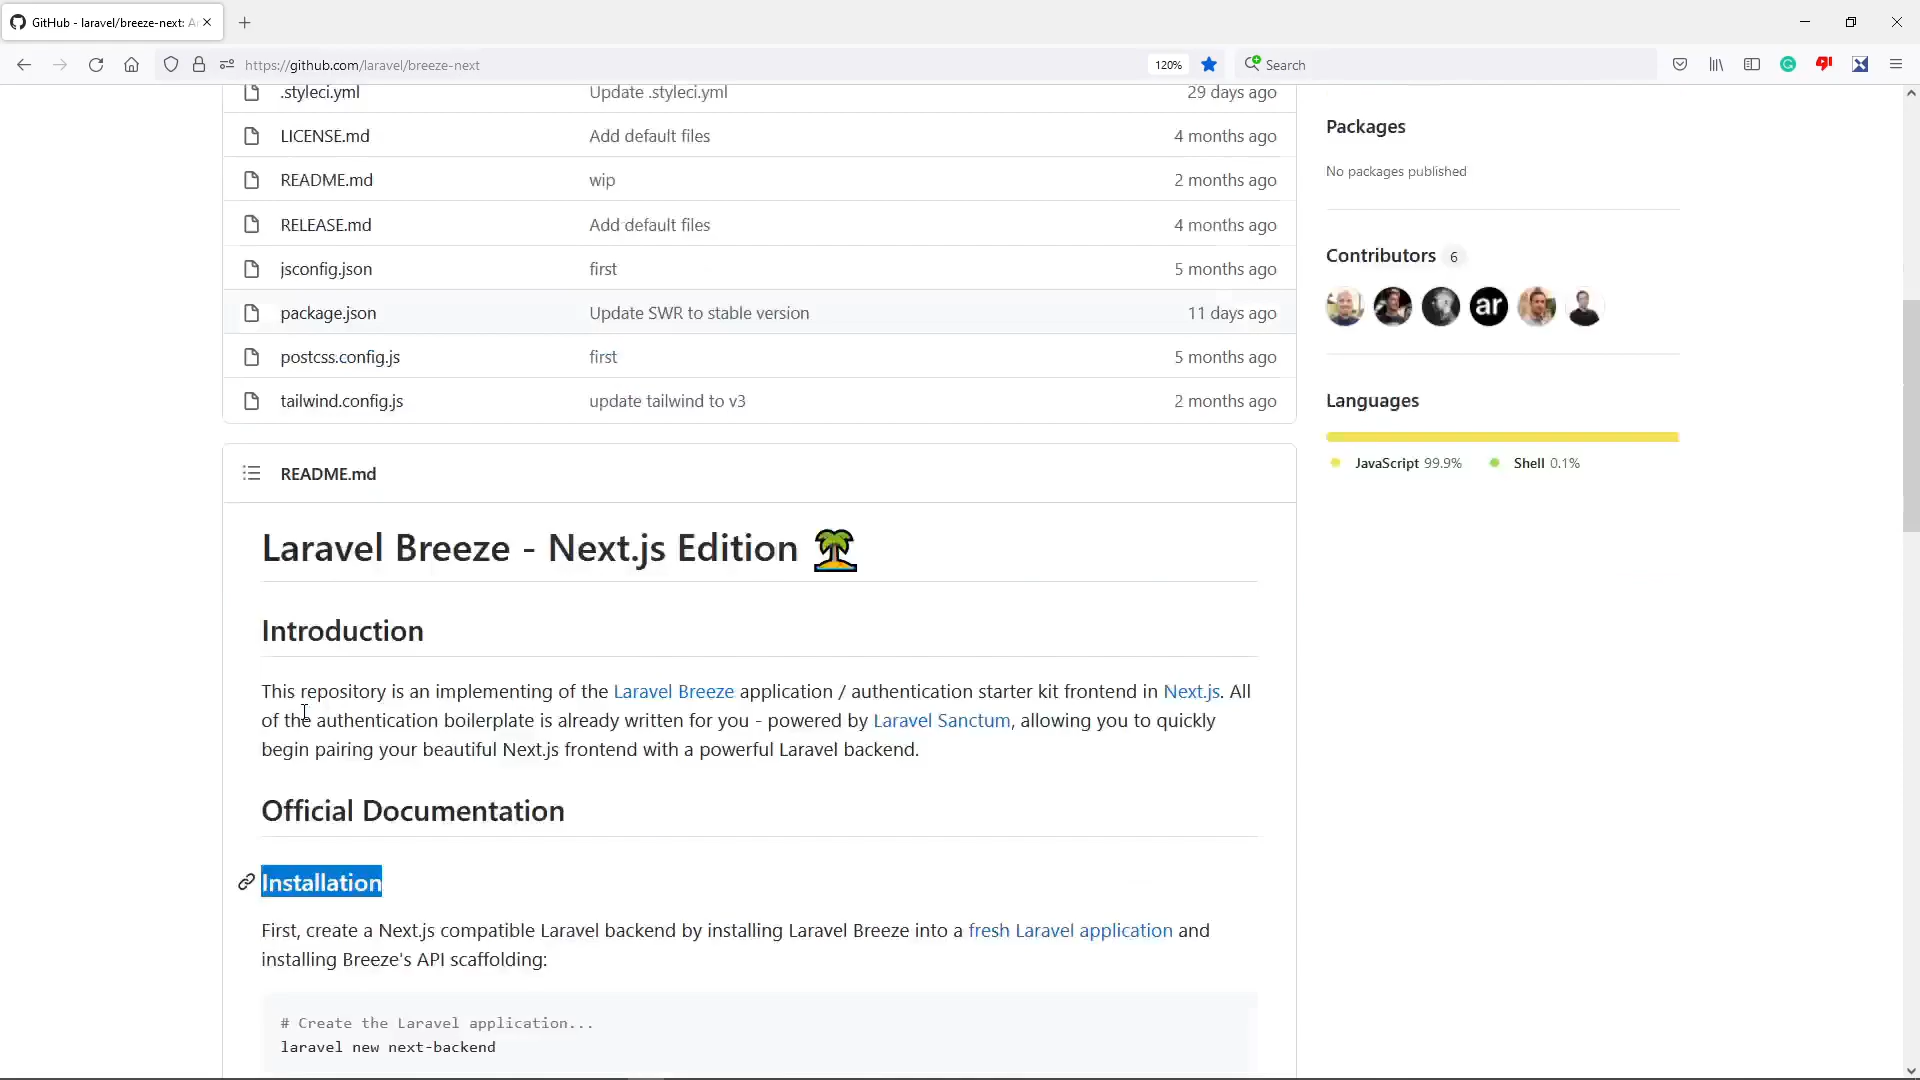 GitHub - laravel/breeze-next: A
https://github.com/laravel/breeze-next
120%
Search
.styleci.yml Update .styleci.yml 29 days ago
LICENSE.md Add default files 4 months ago
README.md wip 2 months ago
RELEASE.md Add default files 4 months ago
jsconfig.json first 5 months ago
package.json Update SWR to stable version 11 days ago
postcss.config.js first 5 months ago
tailwind.config.js update tailwind to v3 2 months ago
README.md
Laravel Breeze - Next.js Edition
Introduction
This repository is an implementing of the Laravel Breeze application / authentication starter kit frontend in Next.js. All
of the authentication boilerplate is already written for you - powered by Laravel Sanctum, allowing you to quickly
begin pairing your beautiful Next.js frontend with a powerful Laravel backend.
Official Documentation
Installation
First, create a Next.js compatible Laravel backend by installing Laravel Breeze into a fresh Laravel application and
installing Breeze's API scaffolding:
# Create the Laravel application...
laravel new next-backend
Packages
No packages published
Contributors 6
ar
Languages
JavaScript 99.9% Shell 0.1%